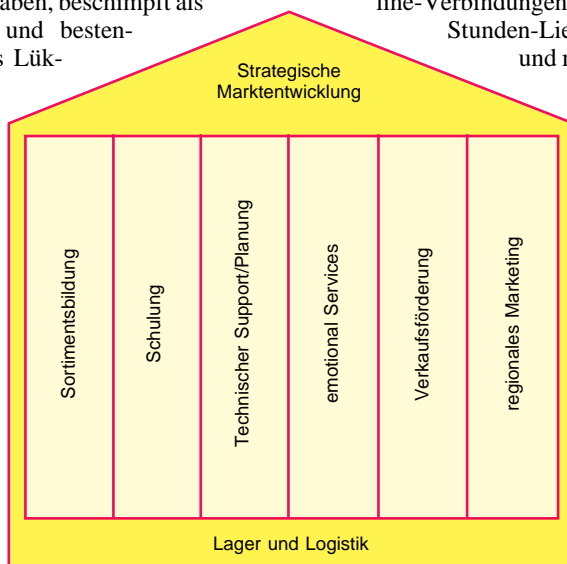 aben, beschimpft als
und besten-
s Lük-
line-Verbindungen
Stunden-Lie
und
Strategische
Marktentwicklung
Sortimentsbildung
Schulung
Technischer Support/Planung
emotional Services
Verkaufsförderung
regionales Marketing
Lager und Logistik